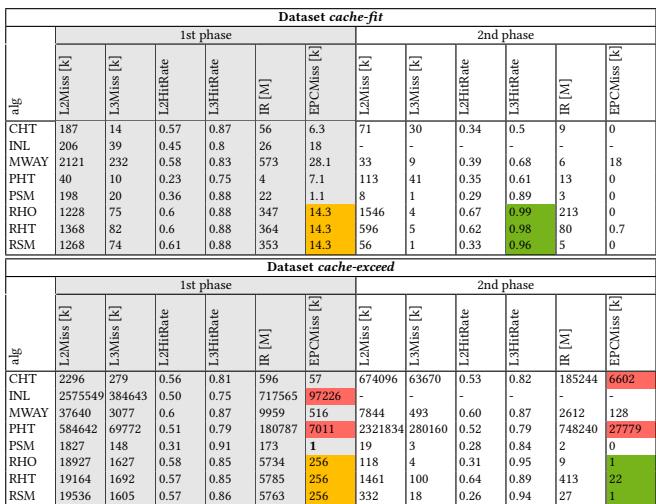 Dataset cache-fit
1st phase 2nd phase
alg L2Miss [k] L3Miss [k] L2HitRate L3HitRate IR [M] EPCMiss [k] L2Miss [k] L3Miss [k] L2HitRate L3HitRate IR [M] EPCMiss [k]
CHT 187 14 0.57 0.87 56 6.3 71 30 0.34 0.5 9 0
INL 206 39 0.45 0.8 26 18 - - - - - -
MWAY 2121 232 0.58 0.83 573 28.1 33 9 0.39 0.68 6 18
PHT 40 10 0.23 0.75 4 7.1 113 41 0.35 0.61 13 0
PSM 198 20 0.36 0.88 22 1.1 8 1 0.29 0.89 3 0
RHO 1228 75 0.6 0.88 347 14.3 1546 4 0.67 0.99 213 0
RHT 1368 82 0.6 0.88 364 14.3 596 5 0.62 0.98 80 0.7
RSM 1268 74 0.61 0.88 353 14.3 56 1 0.33 0.96 5 0
Dataset cache-exceed
1st phase 2nd phase
alg L2Miss [k] L3Miss [k] L2HitRate L3HitRate IR [M] EPCMiss [k] L2Miss [k] L3Miss [k] L2HitRate L3HitRate IR [M] EPCMiss [k]
CHT 2296 279 0.56 0.81 596 57 674096 63670 0.53 0.82 185244 6602
INL 2575549 384643 0.50 0.75 717565 97226 - - - - - -
MWAY 37640 3077 0.6 0.87 9959 516 7844 493 0.60 0.87 2612 128
PHT 584642 69772 0.51 0.79 180787 7011 2321834 280160 0.52 0.79 748240 27779
PSM 1827 148 0.31 0.91 173 1 19 3 0.28 0.84 2 0
RHO 18927 1627 0.58 0.85 5734 256 118 4 0.31 0.95 9 1
RHT 19164 1692 0.57 0.85 5785 256 1461 100 0.64 0.89 413 22
RSM 19536 1605 0.57 0.86 5763 256 332 18 0.26 0.94 27 1